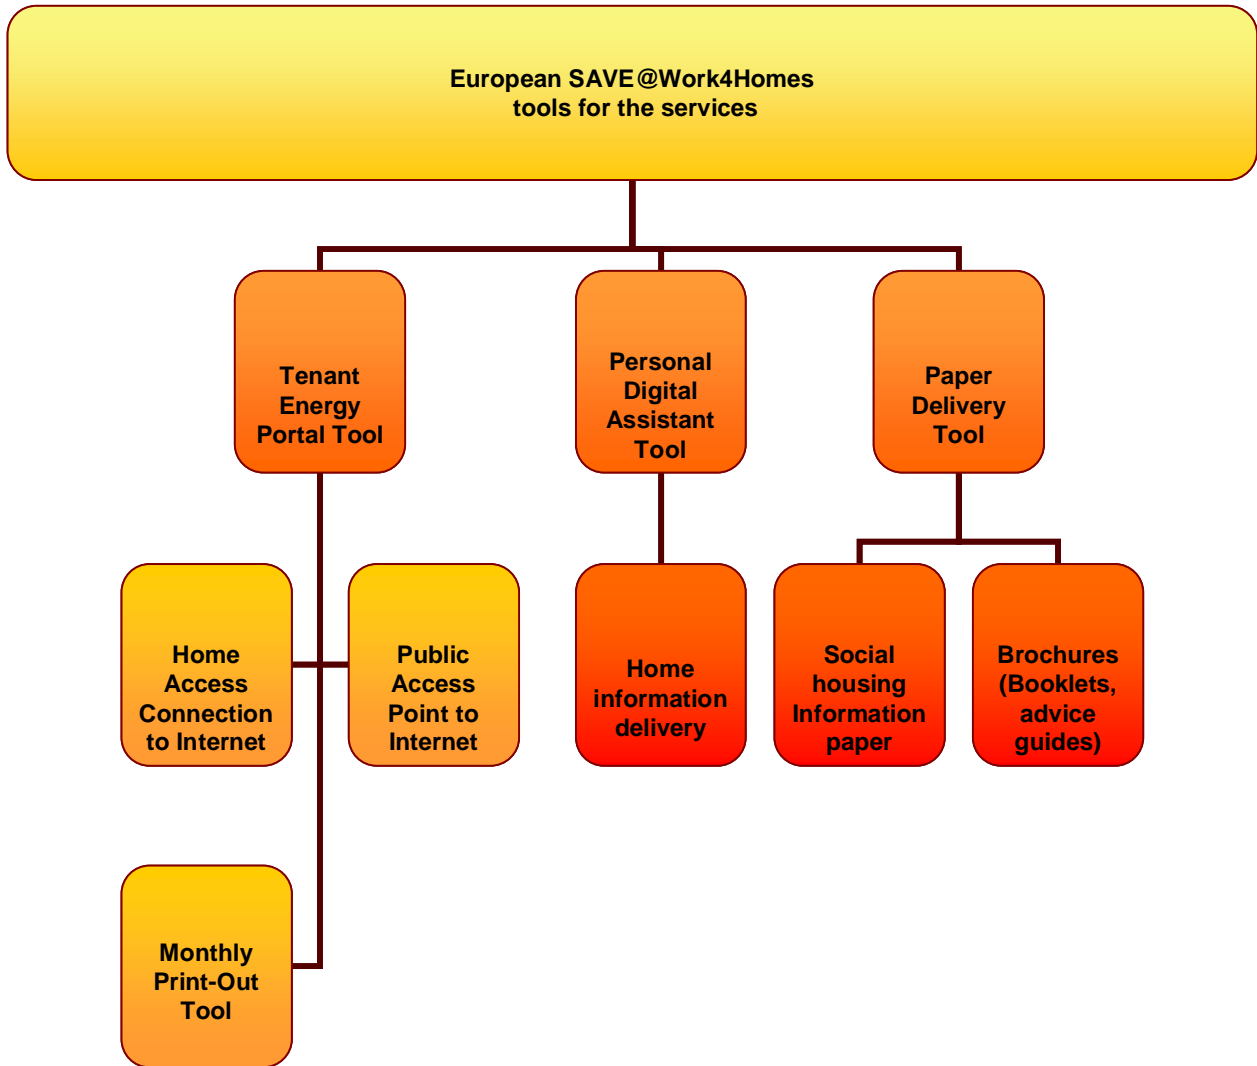 European SAVE@Work4Homes
tools for the services
Tenant
Energy
Portal Tool
Personal
Digital
Assistant
Tool
Paper
Delivery
Tool
Home
Access
Connection
to Internet
Public
Access
Point to
Internet
Home
information
delivery
Social
housing
Information
paper
Brochures
(Booklets,
advice
guides)
Monthly
Print-Out
Tool